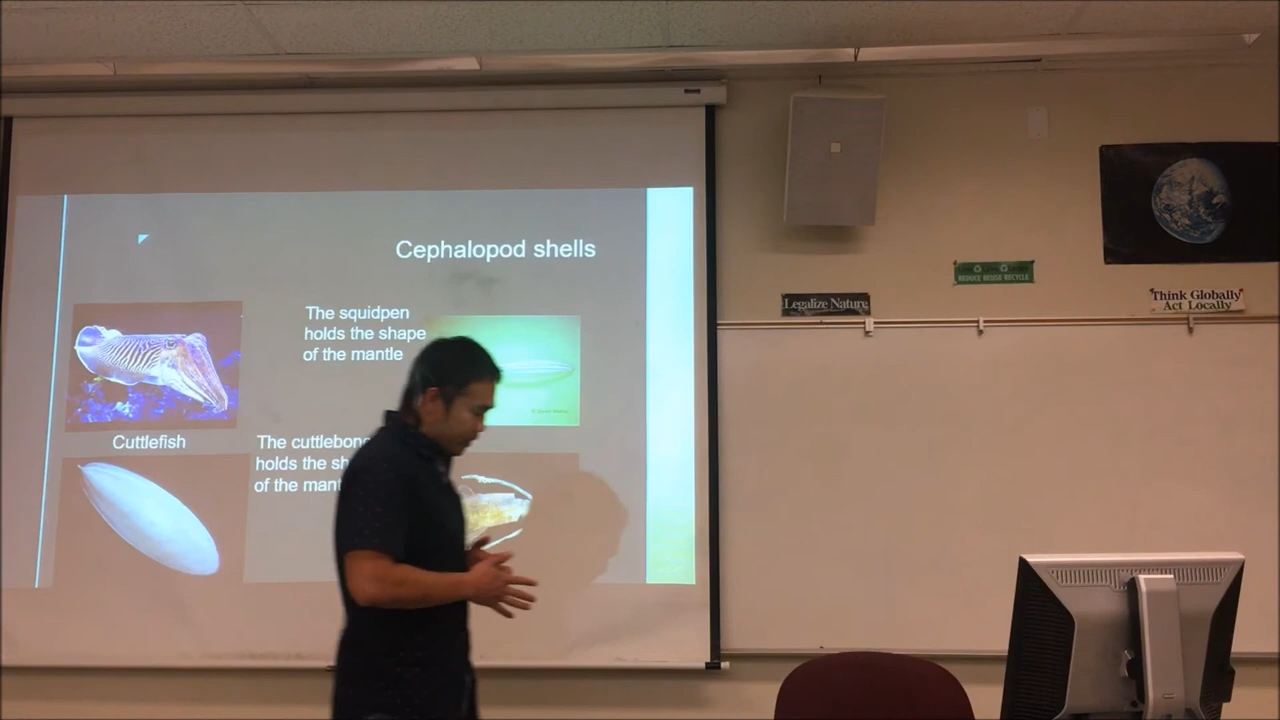 Cephalopod shells
The squidpen
holds the shape
of the mantle
Cuttlefish
The cuttlebone
holds the sh
of the mant
Legalize Nature
REDUCE REUSE RECYCLE
Think Globally
Act Locally